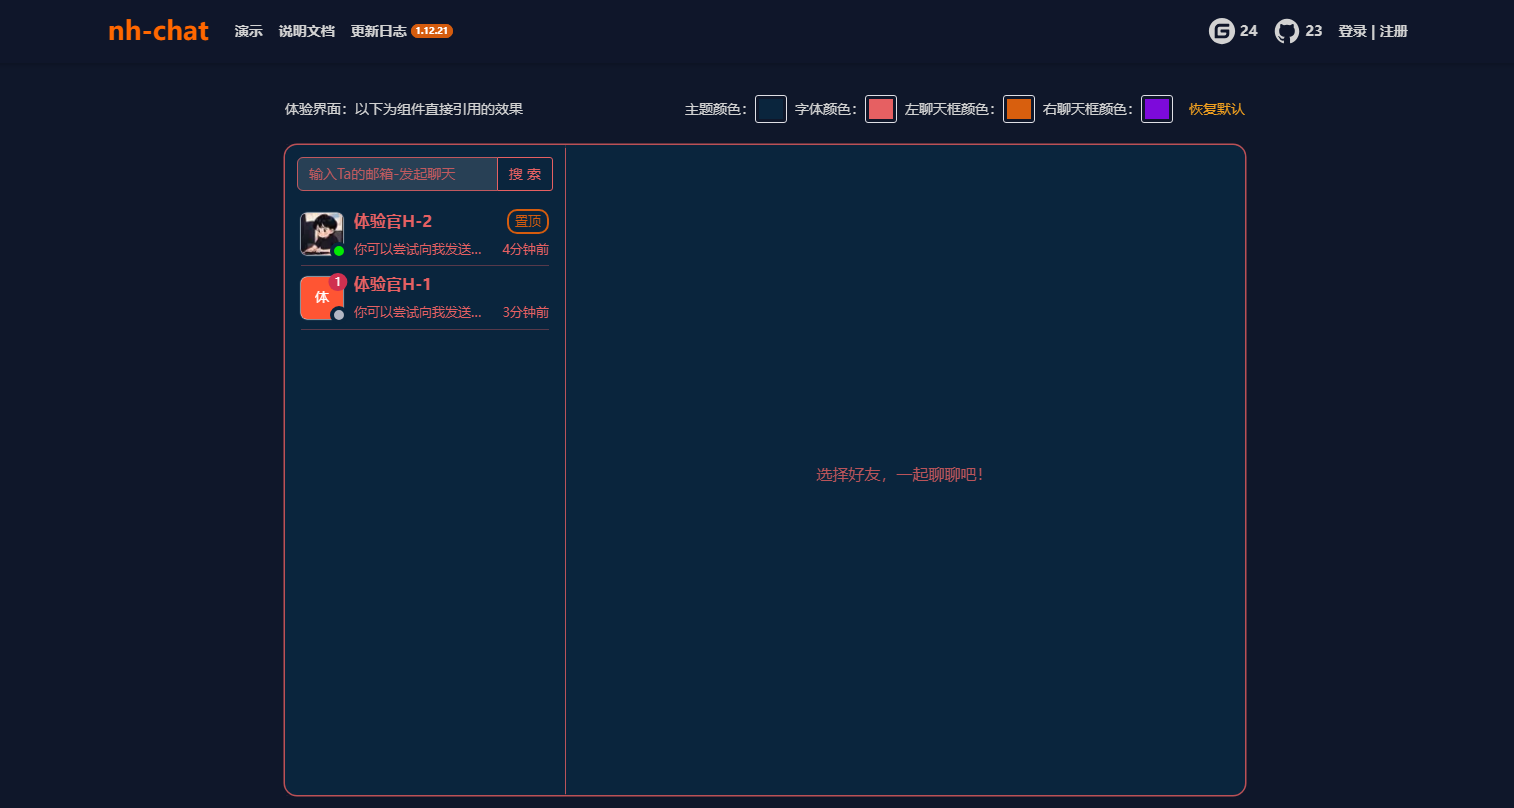 nh-chat 演示 说明文档 更新日志 1.12.21 24 23 登录 | 注册
体验界面：以下为组件直接引用的效果 主题颜色： 字体颜色： 左聊天框颜色： 右聊天框颜色： 恢复默认
输入Ta的邮箱-发起聊天 搜 索
体验官H-2 置顶
你可以尝试向我发送... 4分钟前
体 1 体验官H-1
你可以尝试向我发送... 3分钟前
选择好友，一起聊聊吧！